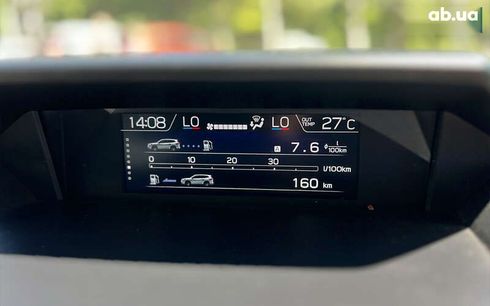 ab.ua
14:08 LO LO OUT TEMP 27°C
A 7.6 L/100km
0 10 20 30 l/100km
160 km